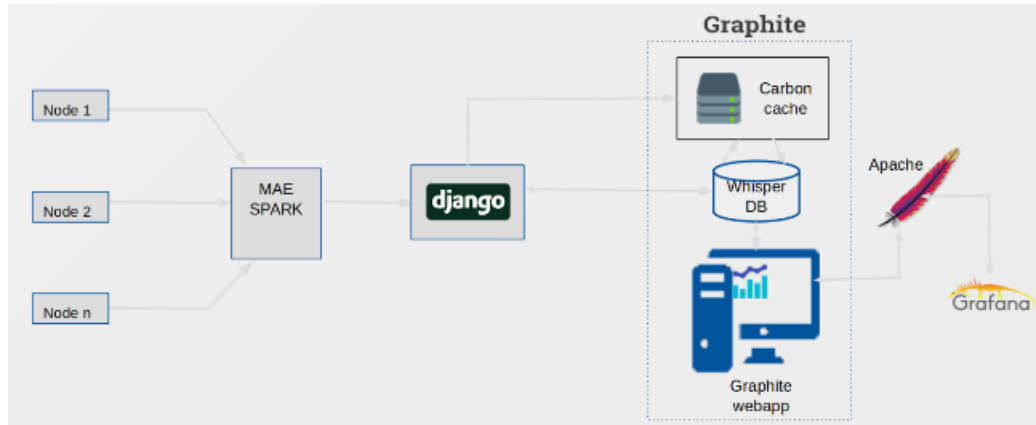 Graphite
Carbon
cache
Node 1
Apache
MAE
SPARK
django
Whisper
DB
Node 2
Node n
Grafana
Graphite
webapp